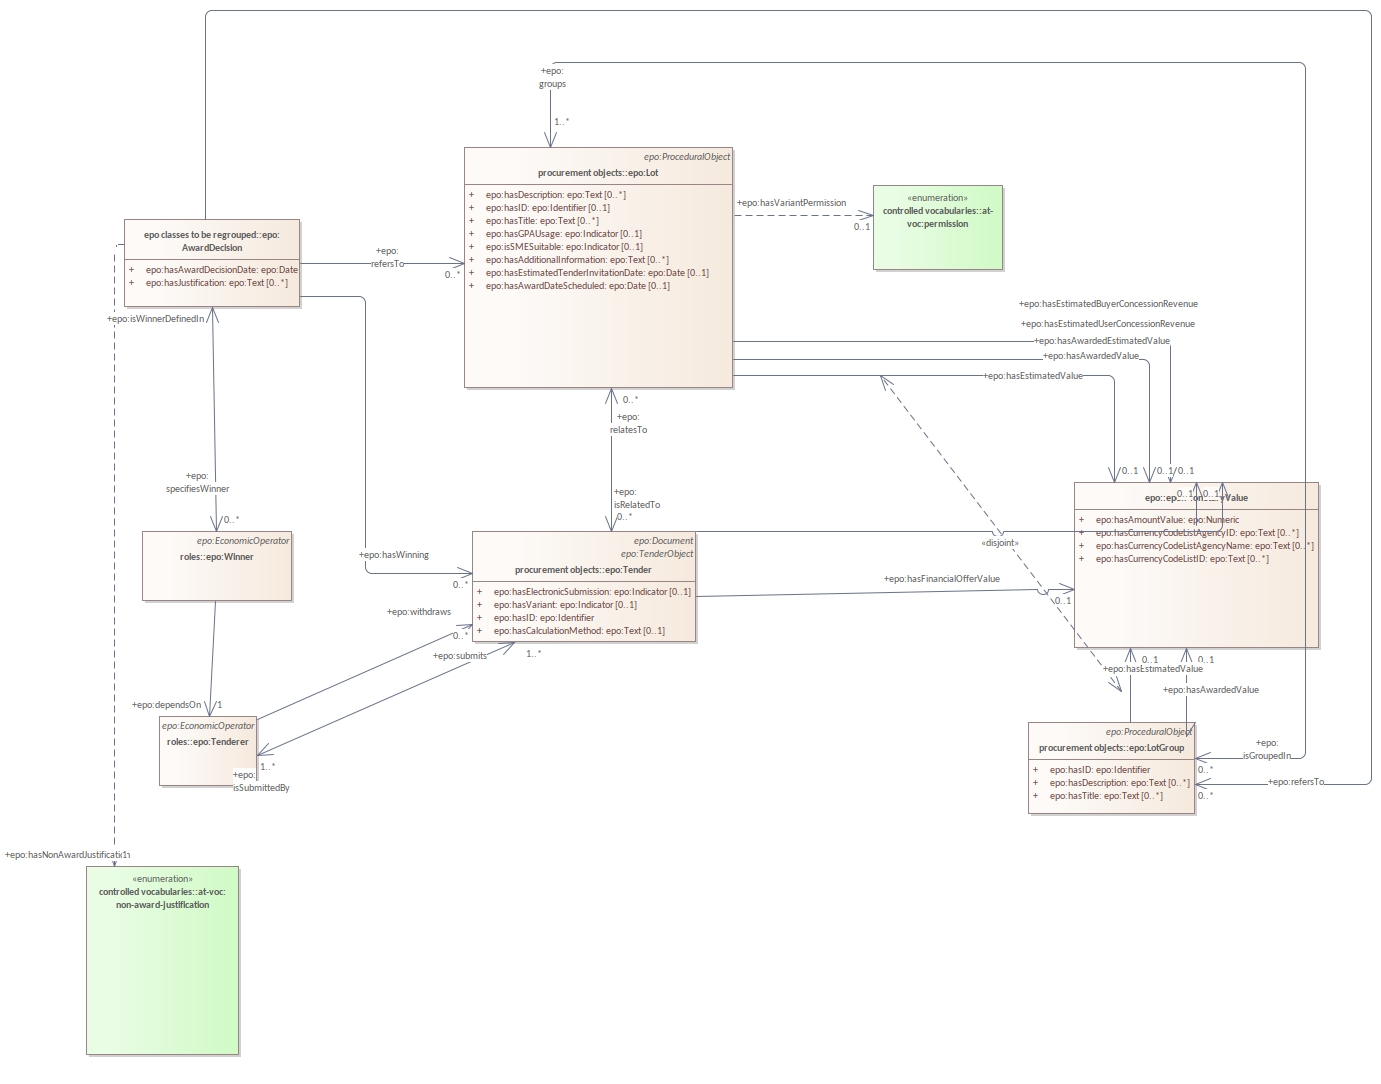 +epo:
groups
1..*
epo:ProceduralObject
procurement objects::epo:Lot
+ epo:hasDescription: epo:Text [0..*]
+ epo:hasID: epo:Identifier [0..1]
+ epo:hasTitle: epo:Text [0..*]
+ epo:hasGPAUsage: epo:Indicator [0..1]
+ epo:isSMESuitable: epo:Indicator [0..1]
+ epo:hasAdditionalInformation: epo:Text [0..*]
+ epo:hasEstimatedTenderInvitationDate: epo:Date [0..1]
+ epo:hasAwardDateScheduled: epo:Date [0..1]
+epo:hasVariantPermission
0..1
«enumeration»
controlled vocabularies::at-
voc:permission
epo classes to be regrouped::epo:
AwardDecision
+ epo:hasAwardDecisionDate: epo:Date
+ epo:hasJustification: epo:Text [0..*]
+epo:
refersTo
0..*
+epo:isWinnerDefinedIn
+epo:hasEstimatedBuyerConcessionRevenue
+epo:hasEstimatedUserConcessionRevenue
+epo:hasAwardedEstimatedValue
+epo:hasAwardedValue
+epo:hasEstimatedValue
0..*
+epo:
relatesTo
+epo:
specifiesWinner
0..*
+epo:
isRelatedTo
0..*
0..1
0..1
0..1
0..1
0..1
+ epo:hasAmountValue: epo:Numeric
+ epo:hasCurrencyCodeListAgencyID: epo:Text [0..*]
+ epo:hasCurrencyCodeListAgencyName: epo:Text [0..*]
+ epo:hasCurrencyCodeListID: epo:Text [0..*]
epo:EconomicOperator
roles::epo:Winner
+epo:hasWinning
0..*
epo:Document
epo:TenderObject
procurement objects::epo:Tender
+ epo:hasElectronicSubmission: epo:Indicator [0..1]
+ epo:hasVariant: epo:Indicator [0..1]
+ epo:hasID: epo:Identifier
+ epo:hasCalculationMethod: epo:Text [0..1]
«disjoint»
+epo:hasFinancialOfferValue
0..1
+epo:withdraws
0..*
+epo:submits
1..*
0..1
0..1
+epo:hasEstimatedValue
+epo:hasAwardedValue
+epo:dependsOn
1
epo:EconomicOperator
roles::epo:Tenderer
1..*
+epo:
isSubmittedBy
epo:ProceduralObject
procurement objects::epo:LotGroup
+ epo:hasID: epo:Identifier
+ epo:hasDescription: epo:Text [0..*]
+ epo:hasTitle: epo:Text [0..*]
+epo:
isGroupedIn
0..*
+epo:refersTo
0..*
«enumeration»
controlled vocabularies::at-voc:
non-award-justification